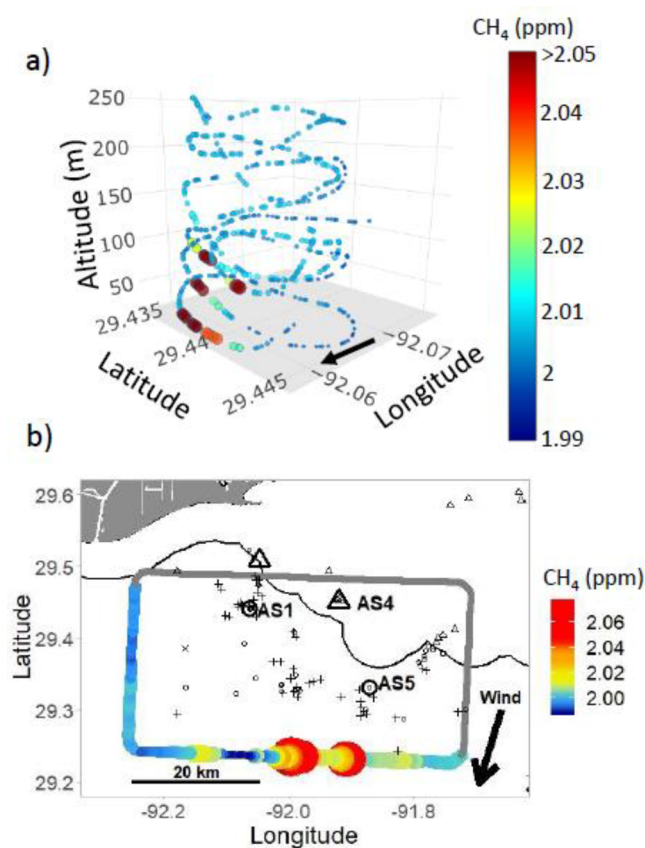 CH4 (ppm)
a)
>2.05
2.04
2.03
2.02
2.01
2
1.99
250
200
150
100
50
Altitude (m)
29.435
29.44
29.445
Latitude
−92.07
−92.06
Longitude
b)
29.6
29.5
29.4
29.3
29.2
Latitude
AS1
AS4
AS5
Wind
20 km
-92.2
-92.0
-91.8
Longitude
CH4 (ppm)
2.06
2.04
2.02
2.00